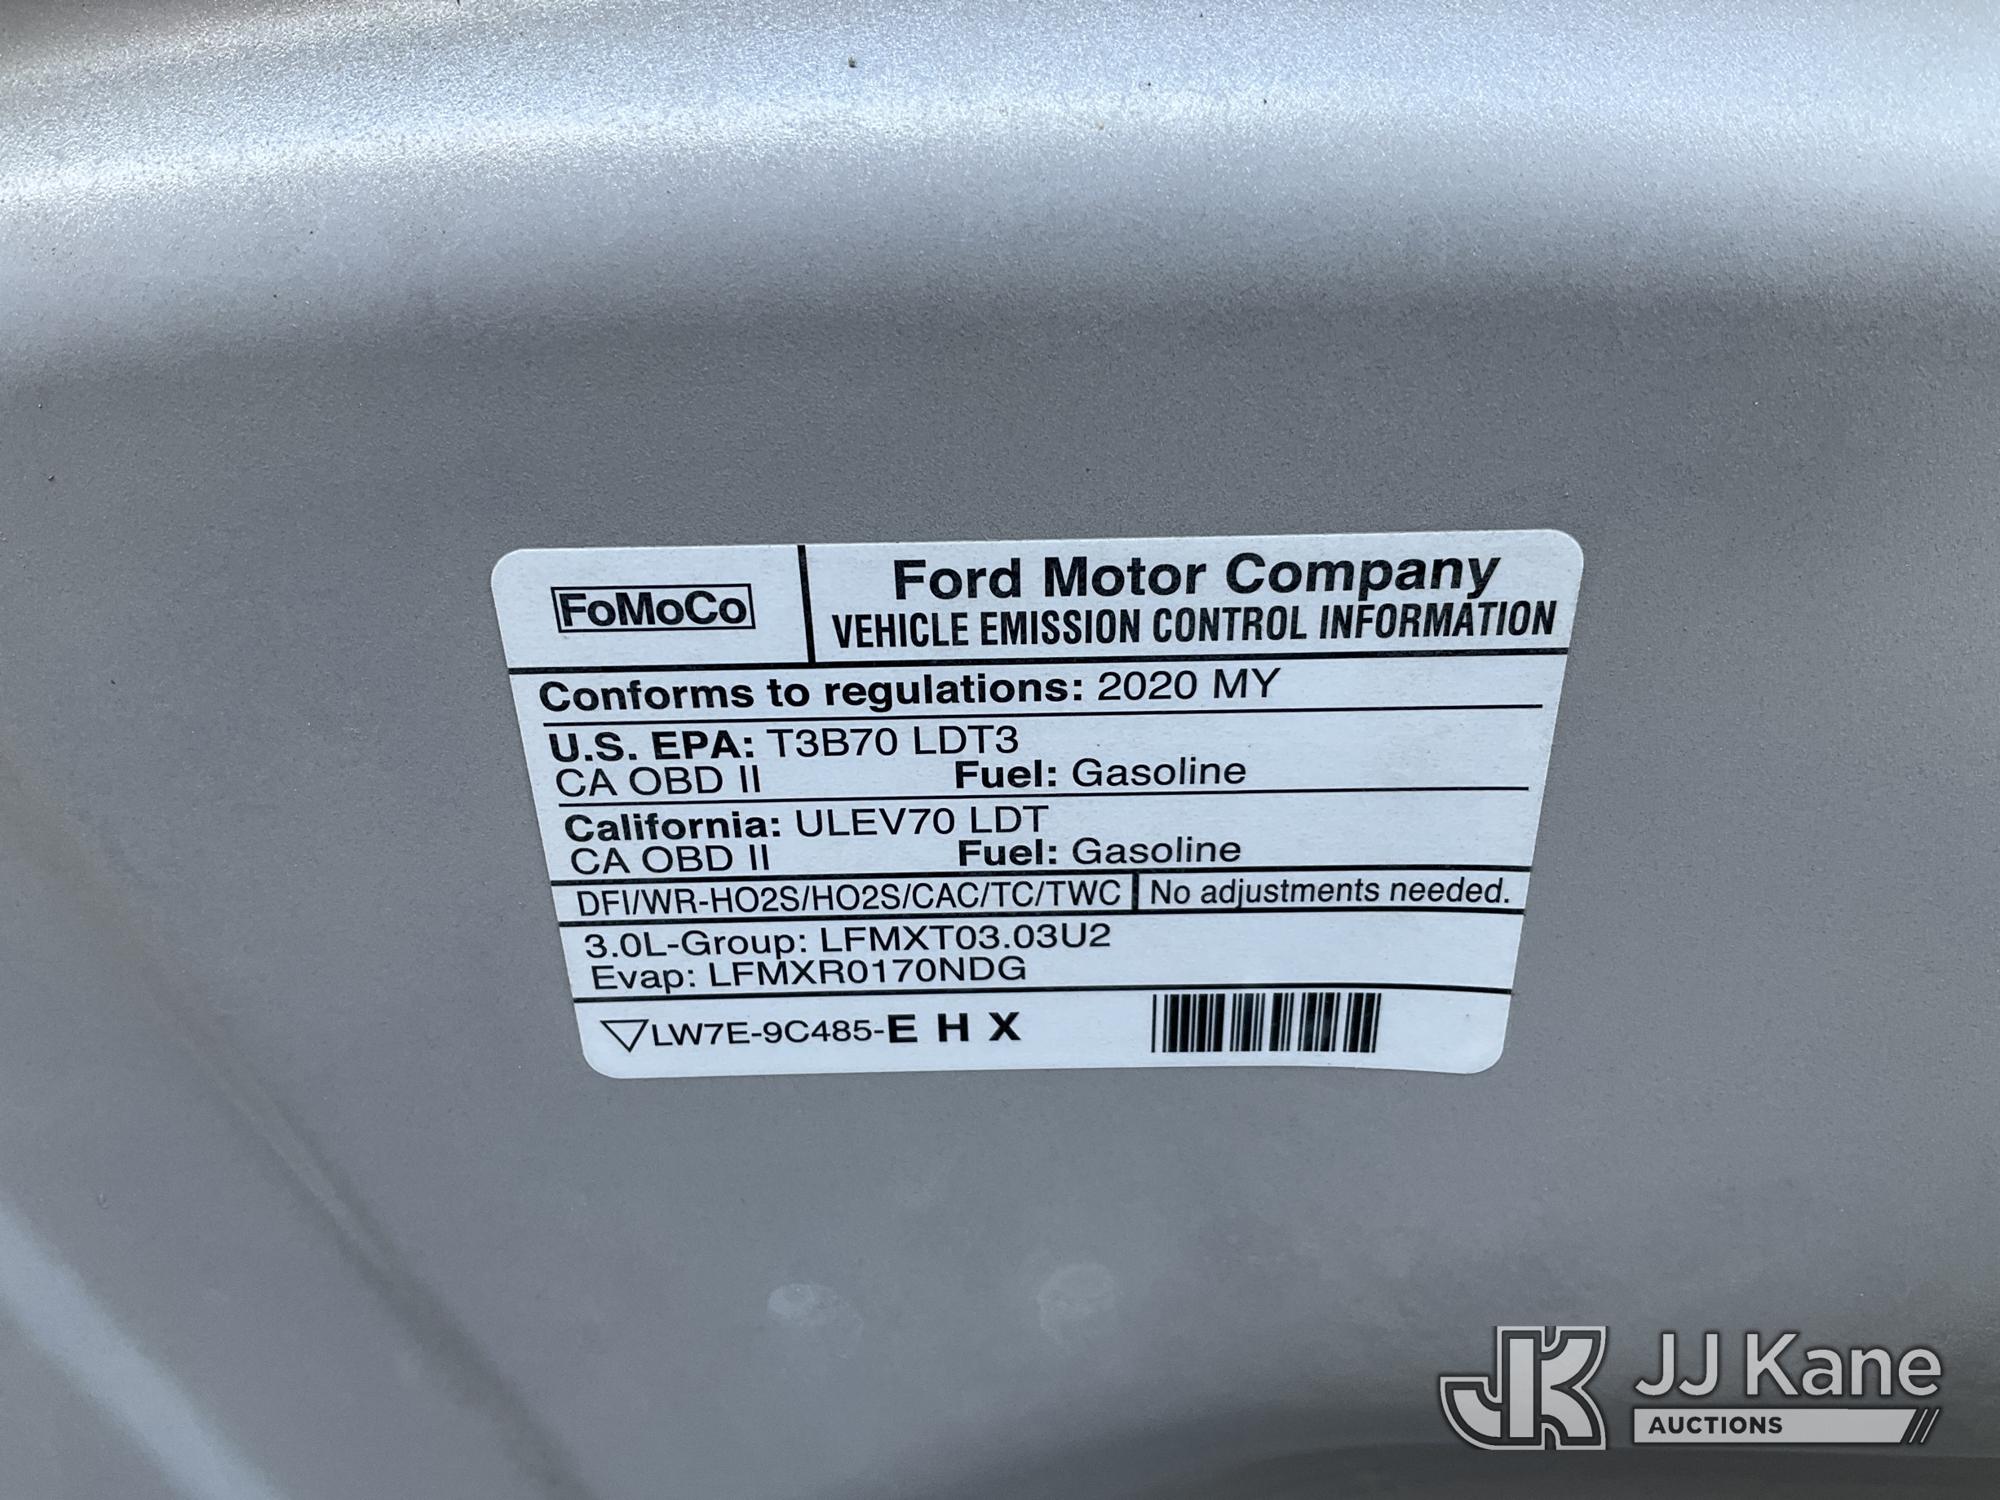 FoMoCo
Ford Motor Company
VEHICLE EMISSION CONTROL INFORMATION
Conforms to regulations: 2020 MY
U.S. EPA: T3B70 LDT3
CA OBD II Fuel: Gasoline
California: ULEV70 LDT
CA OBD II Fuel: Gasoline
DFI/WR-HO2S/HO2S/CAC/TC/TWC No adjustments needed.
3.0L-Group: LFMXT03.03U2
Evap: LFMXR0170NDG
LW7E-9C485-E H X
JK JJ Kane
AUCTIONS